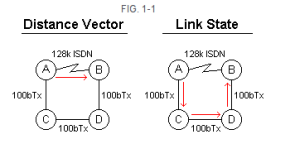 FIG. 1-1
Distance Vector Link State
128k ISDN 128k ISDN
A B A B
100bTx 100bTx 100bTx 100bTx
C D C D
100bTx 100bTx